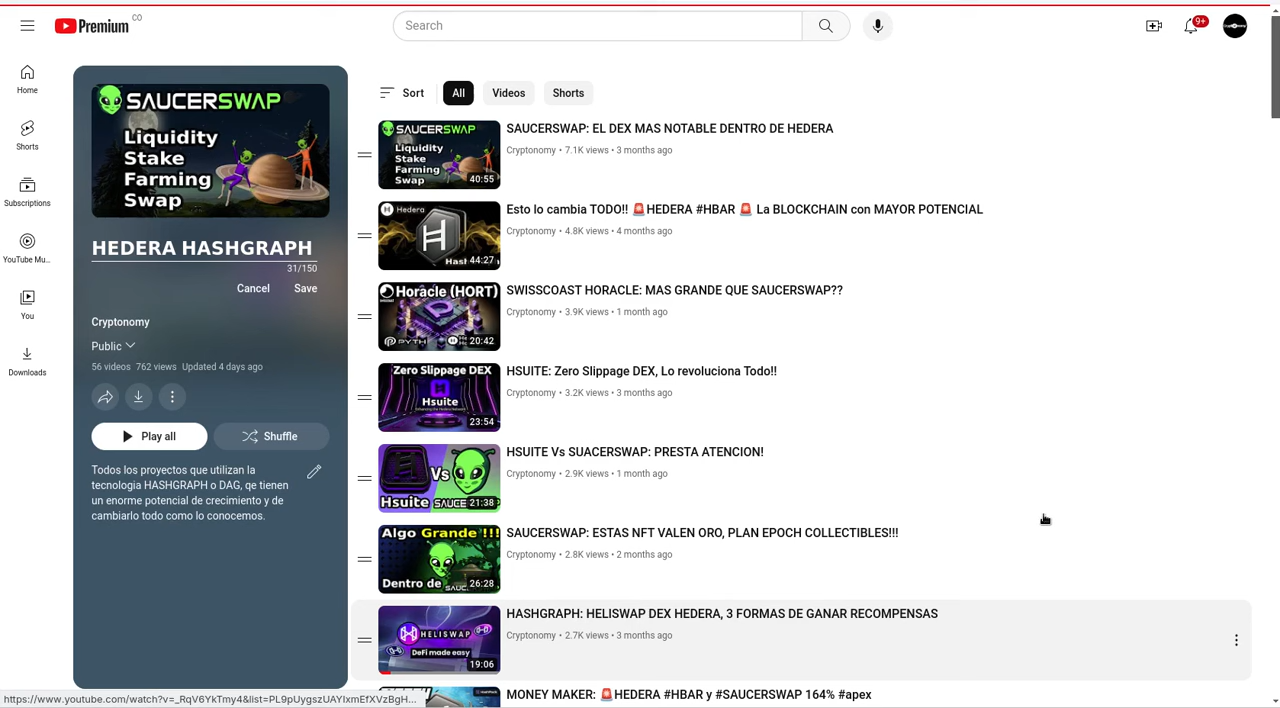 Premium CO
Search
9+
Home
Shorts
Subscriptions
YouTube Mu...
You
Downloads
SAUCERSWAP
Liquidity
Stake
Farming
Swap
HEDERA HASHGRAPH
31/150
Cancel Save
Cryptonomy
Public
56 videos 762 views Updated 4 days ago
Play all Shuffle
Todos los proyectos que utilizan la
tecnologia HASHGRAPH o DAG, qe tienen
un enorme potencial de crecimiento y de
cambiarlo todo como lo conocemos.
Sort All Videos Shorts
SAUCERSWAP
Liquidity
Stake
Farming
Swap
40:55
SAUCERSWAP: EL DEX MAS NOTABLE DENTRO DE HEDERA
Cryptonomy • 7.1K views • 3 months ago
Hedera
Hash
44:27
Esto lo cambia TODO!! 🚨HEDERA #HBAR 🚨 La BLOCKCHAIN con MAYOR POTENCIAL
Cryptonomy • 4.8K views • 4 months ago
Horacle (HORT)
PYTH
20:42
SWISSCOAST HORACLE: MAS GRANDE QUE SAUCERSWAP??
Cryptonomy • 3.9K views • 1 month ago
Zero Slippage DEX
Hsuite
23:54
HSUITE: Zero Slippage DEX, Lo revoluciona Todo!!
Cryptonomy • 3.2K views • 3 months ago
Vs
Hsuite SAUCE
21:38
HSUITE Vs SUACERSWAP: PRESTA ATENCION!
Cryptonomy • 2.9K views • 1 month ago
Algo Grande !!!
Dentro de SAUC
26:28
SAUCERSWAP: ESTAS NFT VALEN ORO, PLAN EPOCH COLLECTIBLES!!!
Cryptonomy • 2.8K views • 2 months ago
HELISWAP
DeFi made easy
19:06
HASHGRAPH: HELISWAP DEX HEDERA, 3 FORMAS DE GANAR RECOMPENSAS
Cryptonomy • 2.7K views • 3 months ago
MONEY MAKER: 🚨HEDERA #HBAR y #SAUCERSWAP 164% #apex
https://www.youtube.com/watch?v=_RqV6YkTmy4&list=PL9pUygszUAYIxmEfXVzBgH...